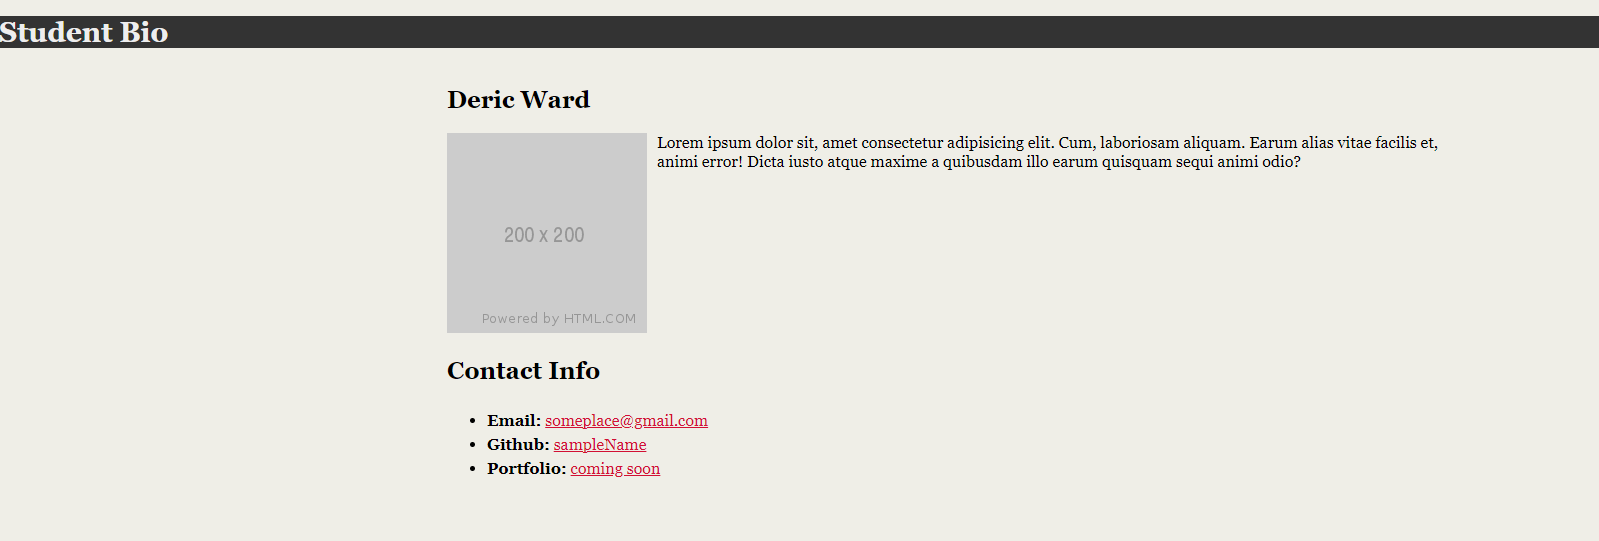 Student Bio
Deric Ward
Lorem ipsum dolor sit, amet consectetur adipisicing elit. Cum, laboriosam aliquam. Earum alias vitae facilis et,
animi error! Dicta iusto atque maxime a quibusdam illo earum quisquam sequi animi odio?
200 x 200
Powered by HTML.COM
Contact Info
• Email: someplace@gmail.com
• Github: sampleName
• Portfolio: coming soon